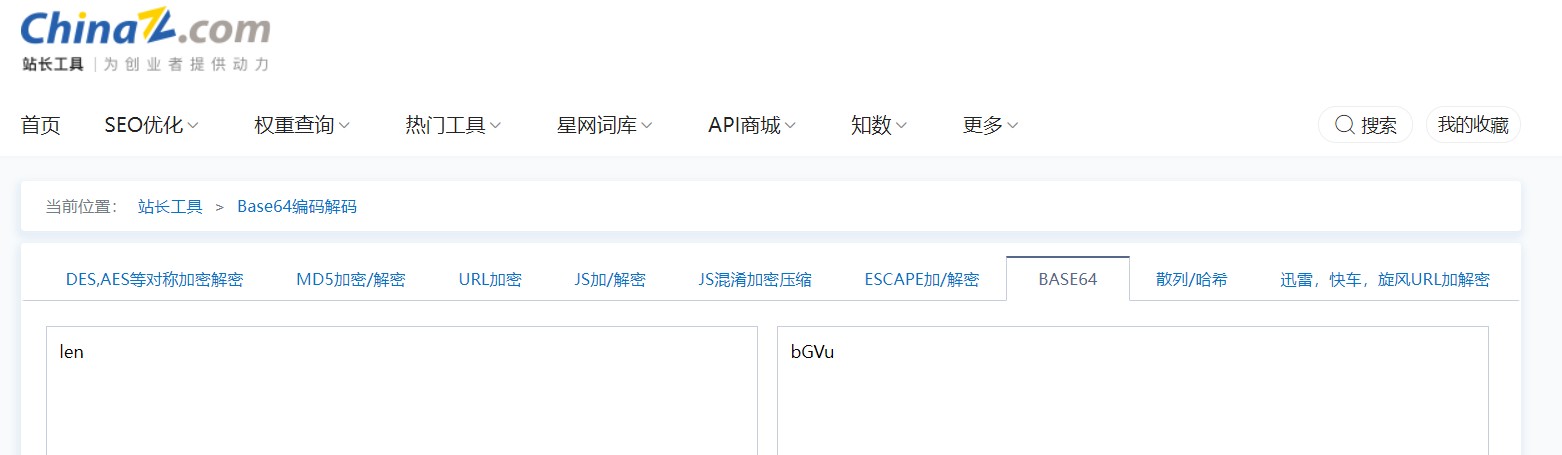 ChinaZ.com
站长工具 | 为创业者提供动力
首页 SEO优化 权重查询 热门工具 星网词库 API商城 知数 更多 搜索 我的收藏
当前位置： 站长工具 > Base64编码解码
DES,AES等对称加密解密 MD5加密/解密 URL加密 JS加/解密 JS混淆加密压缩 ESCAPE加/解密 BASE64 散列/哈希 迅雷，快车，旋风URL加解密
len bGVu